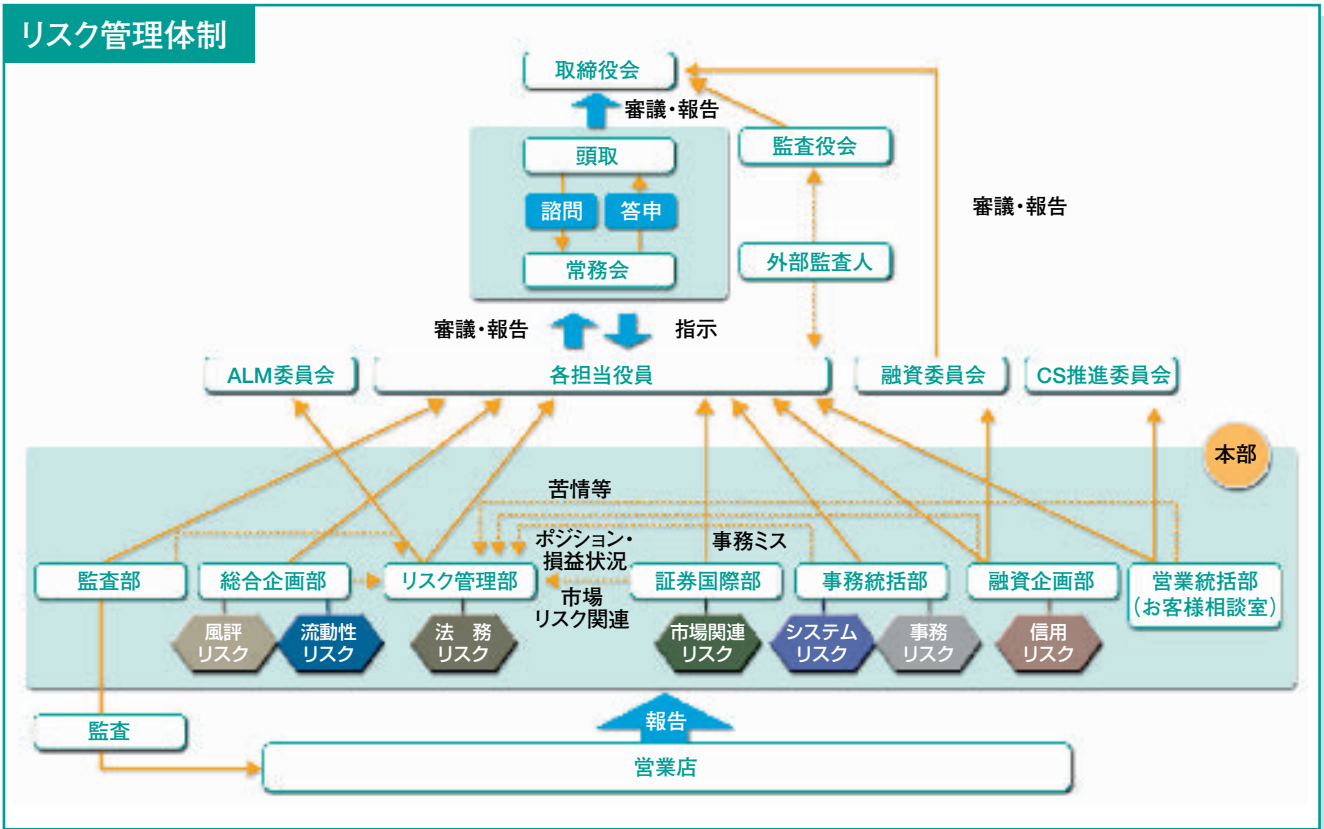 リスク管理体制
取締役会
審議・報告
頭取
監査役会
諮問
答申
審議・報告
常務会
外部監査人
審議・報告
指示
ALM委員会
各担当役員
融資委員会
CS推進委員会
本部
苦情等
ポジション・
損益状況
事務ミス
監査部
総合企画部
リスク管理部
証券国際部
事務統括部
融資企画部
営業統括部
(お客様相談室)
市場
リスク関連
風評
リスク
流動性
リスク
法 務
リスク
市場関連
リスク
システム
リスク
事務
リスク
信用
リスク
監査
報告
営業店